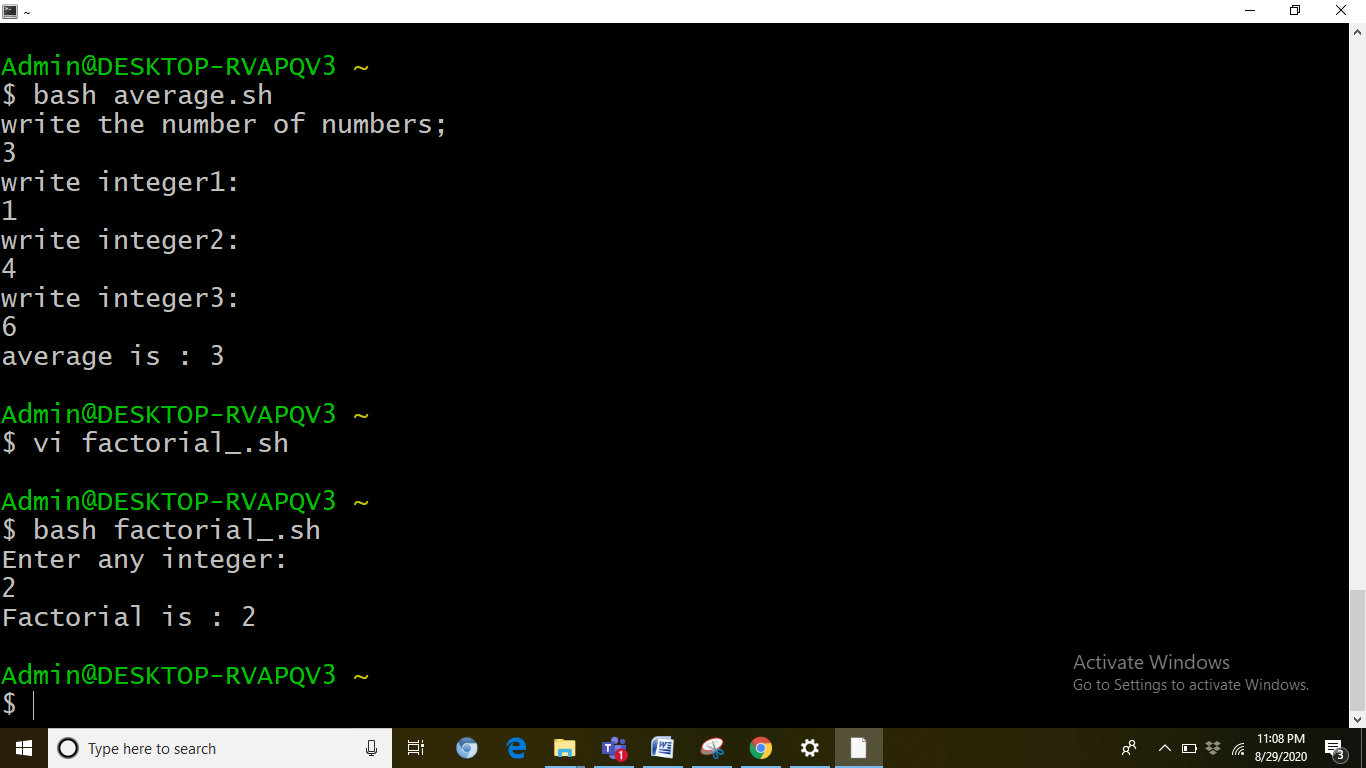 ~
Admin@DESKTOP-RVAPQV3 ~
$ bash average.sh
write the number of numbers;
3
write integer1:
1
write integer2:
4
write integer3:
6
average is : 3
Admin@DESKTOP-RVAPQV3 ~
$ vi factorial_.sh
Admin@DESKTOP-RVAPQV3 ~
$ bash factorial_.sh
Enter any integer:
2
Factorial is : 2
Admin@DESKTOP-RVAPQV3 ~
$
Activate Windows
Go to Settings to activate Windows.
Type here to search
1
11:08 PM
8/29/2020
3